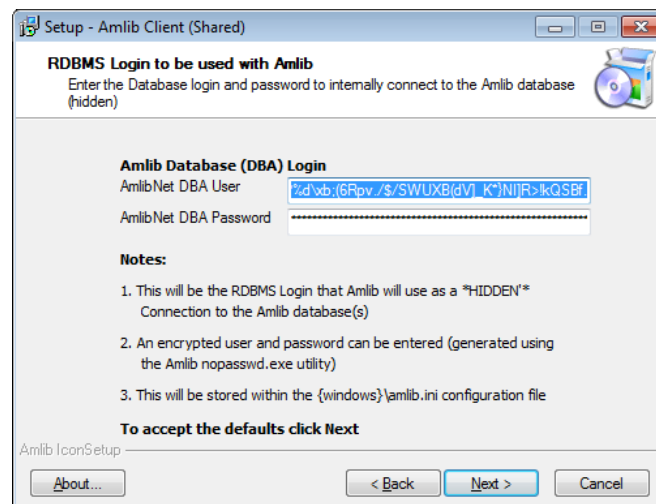 Setup - Amlib Client (Shared)
RDBMS Login to be used with Amlib
Enter the Database login and password to internally connect to the Amlib database
(hidden)
Amlib Database (DBA) Login
AmlibNet DBA User
AmlibNet DBA Password
Notes:
1. This will be the RDBMS Login that Amlib will use as a *HIDDEN'*
Connection to the Amlib database(s)
2. An encrypted user and password can be entered (generated using
the Amlib nopasswd.exe utility)
3. This will be stored within the {windows}\amlib.ini configuration file
To accept the defaults click Next
Amlib IconSetup
About...
< Back
Next >
Cancel